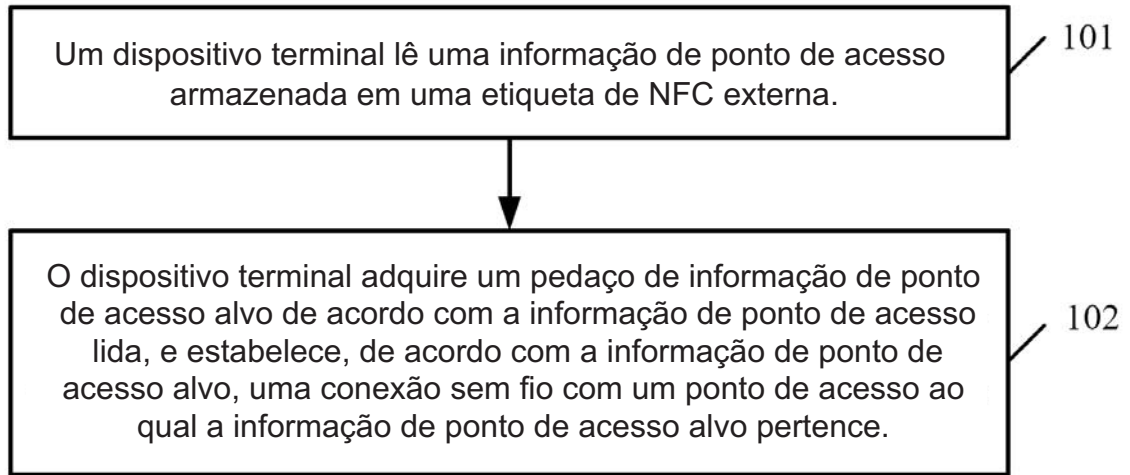 Um dispositivo terminal lê uma informação de ponto de acesso
armazenada em uma etiqueta de NFC externa.
101
O dispositivo terminal adquire um pedaço de informação de ponto
de acesso alvo de acordo com a informação de ponto de acesso
lida, e estabelece, de acordo com a informação de ponto de
acesso alvo, uma conexão sem fio com um ponto de acesso ao
qual a informação de ponto de acesso alvo pertence.
102